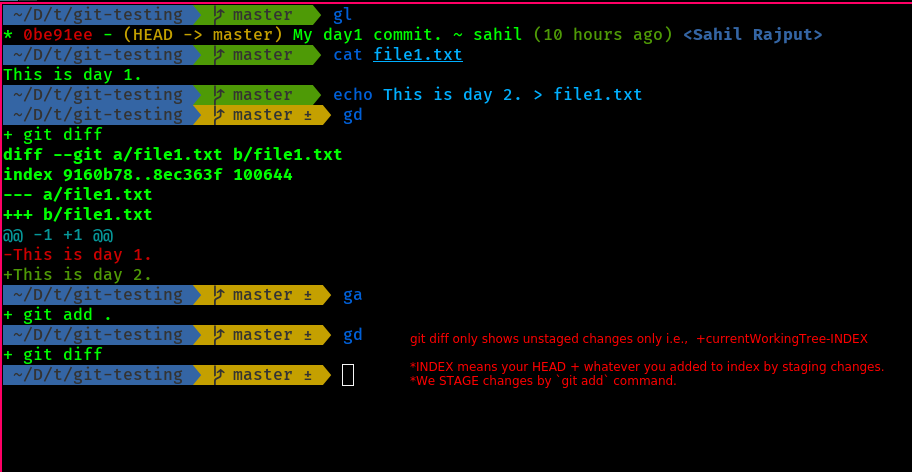 ~/D/t/git-testing master gl
* 0be91ee - (HEAD -> master) My day1 commit. ~ sahil (10 hours ago) <Sahil Rajput>
~/D/t/git-testing master cat file1.txt
This is day 1.
~/D/t/git-testing master echo This is day 2. > file1.txt
~/D/t/git-testing master ± gd
+ git diff
diff --git a/file1.txt b/file1.txt
index 9160b78..8ec363f 100644
--- a/file1.txt
+++ b/file1.txt
@@ -1 +1 @@
-This is day 1.
+This is day 2.
~/D/t/git-testing master ± ga
+ git add .
~/D/t/git-testing master ± gd
git diff only shows unstaged changes only i.e., +currentWorkingTree-INDEX
+ git diff
*INDEX means your HEAD + whatever you added to Index by staging changes.
~/D/t/git-testing master ±
*We STAGE changes by `git add` command.